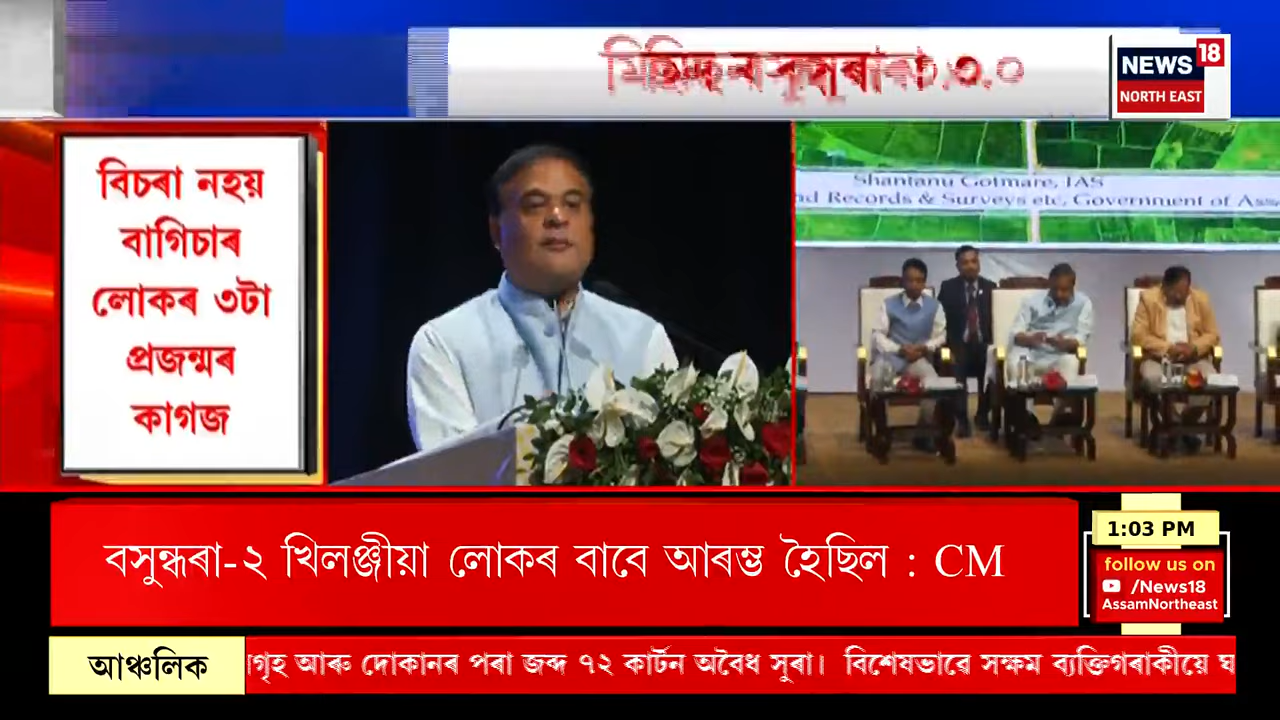 NEWS 18
NORTH EAST
বিচৰা নহয়
বাগিচাৰ
লোকৰ ৩টা
প্ৰজন্মৰ
কাগজ
Shantanu Gotmare, IAS
Records & Surveys etc, Government of
বসুন্ধৰা-২ খিলঞ্জীয়া লোকৰ বাবে আৰম্ভ হৈছিল : CM
1:03 PM
follow us on
/News18
AssamNortheast
আঞ্চলিক
আৰু দোকানৰ পৰা জব্দ ৭২ কাৰ্টন অবৈধ সুৰা। বিশেষভাৱে সক্ষম ব্যক্তিগৰাকীয়ে